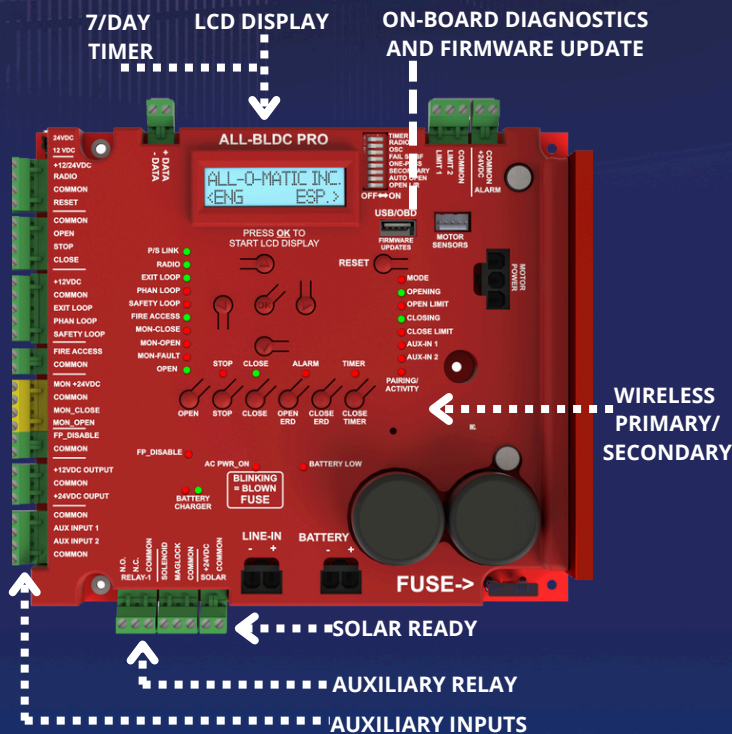 7/DAY
TIMER
LCD DISPLAY
ON-BOARD DIAGNOSTICS
AND FIRMWARE UPDATE
ALL-BLDC PRO
ALL-O-MATIC INC.
<ENG ESP.>
PRESS OK TO
START LCD DISPLAY
+ DATA
- DATA
TIMER
RADIO
OSC
ONE-PASS
SECONDARY
AUTO OPEN
OFF⇔ON
USB/OBD
FIRMWARE
UPDATES
MOTOR
SENSORS
LIMIT 1
LIMIT 2
COMMON
+24VDC
COMMON
ALARM
MOTOR
POWER
RESET
24VDC
12 VDC
+12/24VDC
RADIO
COMMON
RESET
COMMON
OPEN
STOP
CLOSE
+12VDC
COMMON
EXIT LOOP
PHAN LOOP
SAFETY LOOP
FIRE ACCESS
COMMON
MON +24VDC
COMMON
MON_CLOSE
MON_OPEN
FP_DISABLE
COMMON
+12VDC OUTPUT
COMMON
+24VDC OUPUT
COMMON
AUX INPUT 1
AUX INPUT 2
COMMON
P/S LINK
RADIO
EXIT LOOP
PHAN LOOP
SAFETY LOOP
FIRE ACCESS
MON-CLOSE
MON-OPEN
MON-FAULT
OPEN
OK
MODE
OPENING
OPEN LIMIT
CLOSING
CLOSE LIMIT
AUX-IN 1
AUX-IN 2
PAIRING/
ACTIVITY
STOP CLOSE ALARM TIMER
OPEN STOP CLOSE OPEN ERD CLOSE ERD CLOSE TIMER
FP_DISABLE
AC PWR_ON
BATTERY LOW
BLINKING
= BLOWN
FUSE
BATTERY
CHARGER
LINE-IN
- +
BATTERY
- +
FUSE->
N.O.
N.C.
COMMON
RELAY-1
SOLENOID
MAGLOCK
COMMON
+24VDC
COMMON
SOLAR
WIRELESS
PRIMARY/
SECONDARY
SOLAR READY
AUXILIARY RELAY
AUXILIARY INPUTS